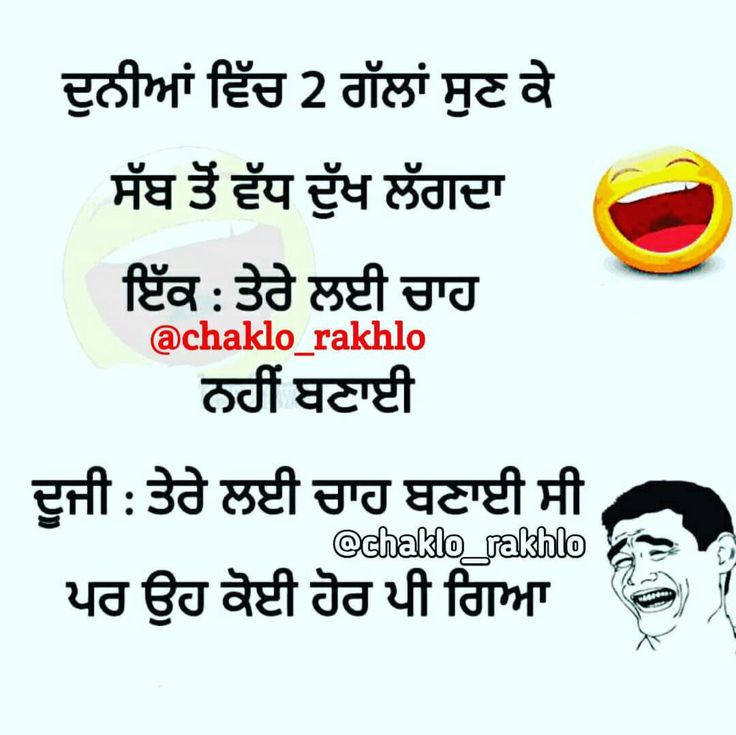 ਦੁਨੀਆਂ ਵਿੱਚ 2 ਗੱਲਾਂ ਸੁਣ ਕੇ
ਸੱਬ ਤੋਂ ਵੱਧ ਦੁੱਖ ਲੱਗਦਾ
ਇੱਕ : ਤੇਰੇ ਲਈ ਚਾਹ
@chaklo_rakhlo
ਨਹੀਂ ਬਣਾਈ
ਦੂਜੀ : ਤੇਰੇ ਲਈ ਚਾਹ ਬਣਾਈ ਸੀ
@chaklo_rakhlo
ਪਰ ਉਹ ਕੋਈ ਹੋਰ ਪੀ ਗਿਆ